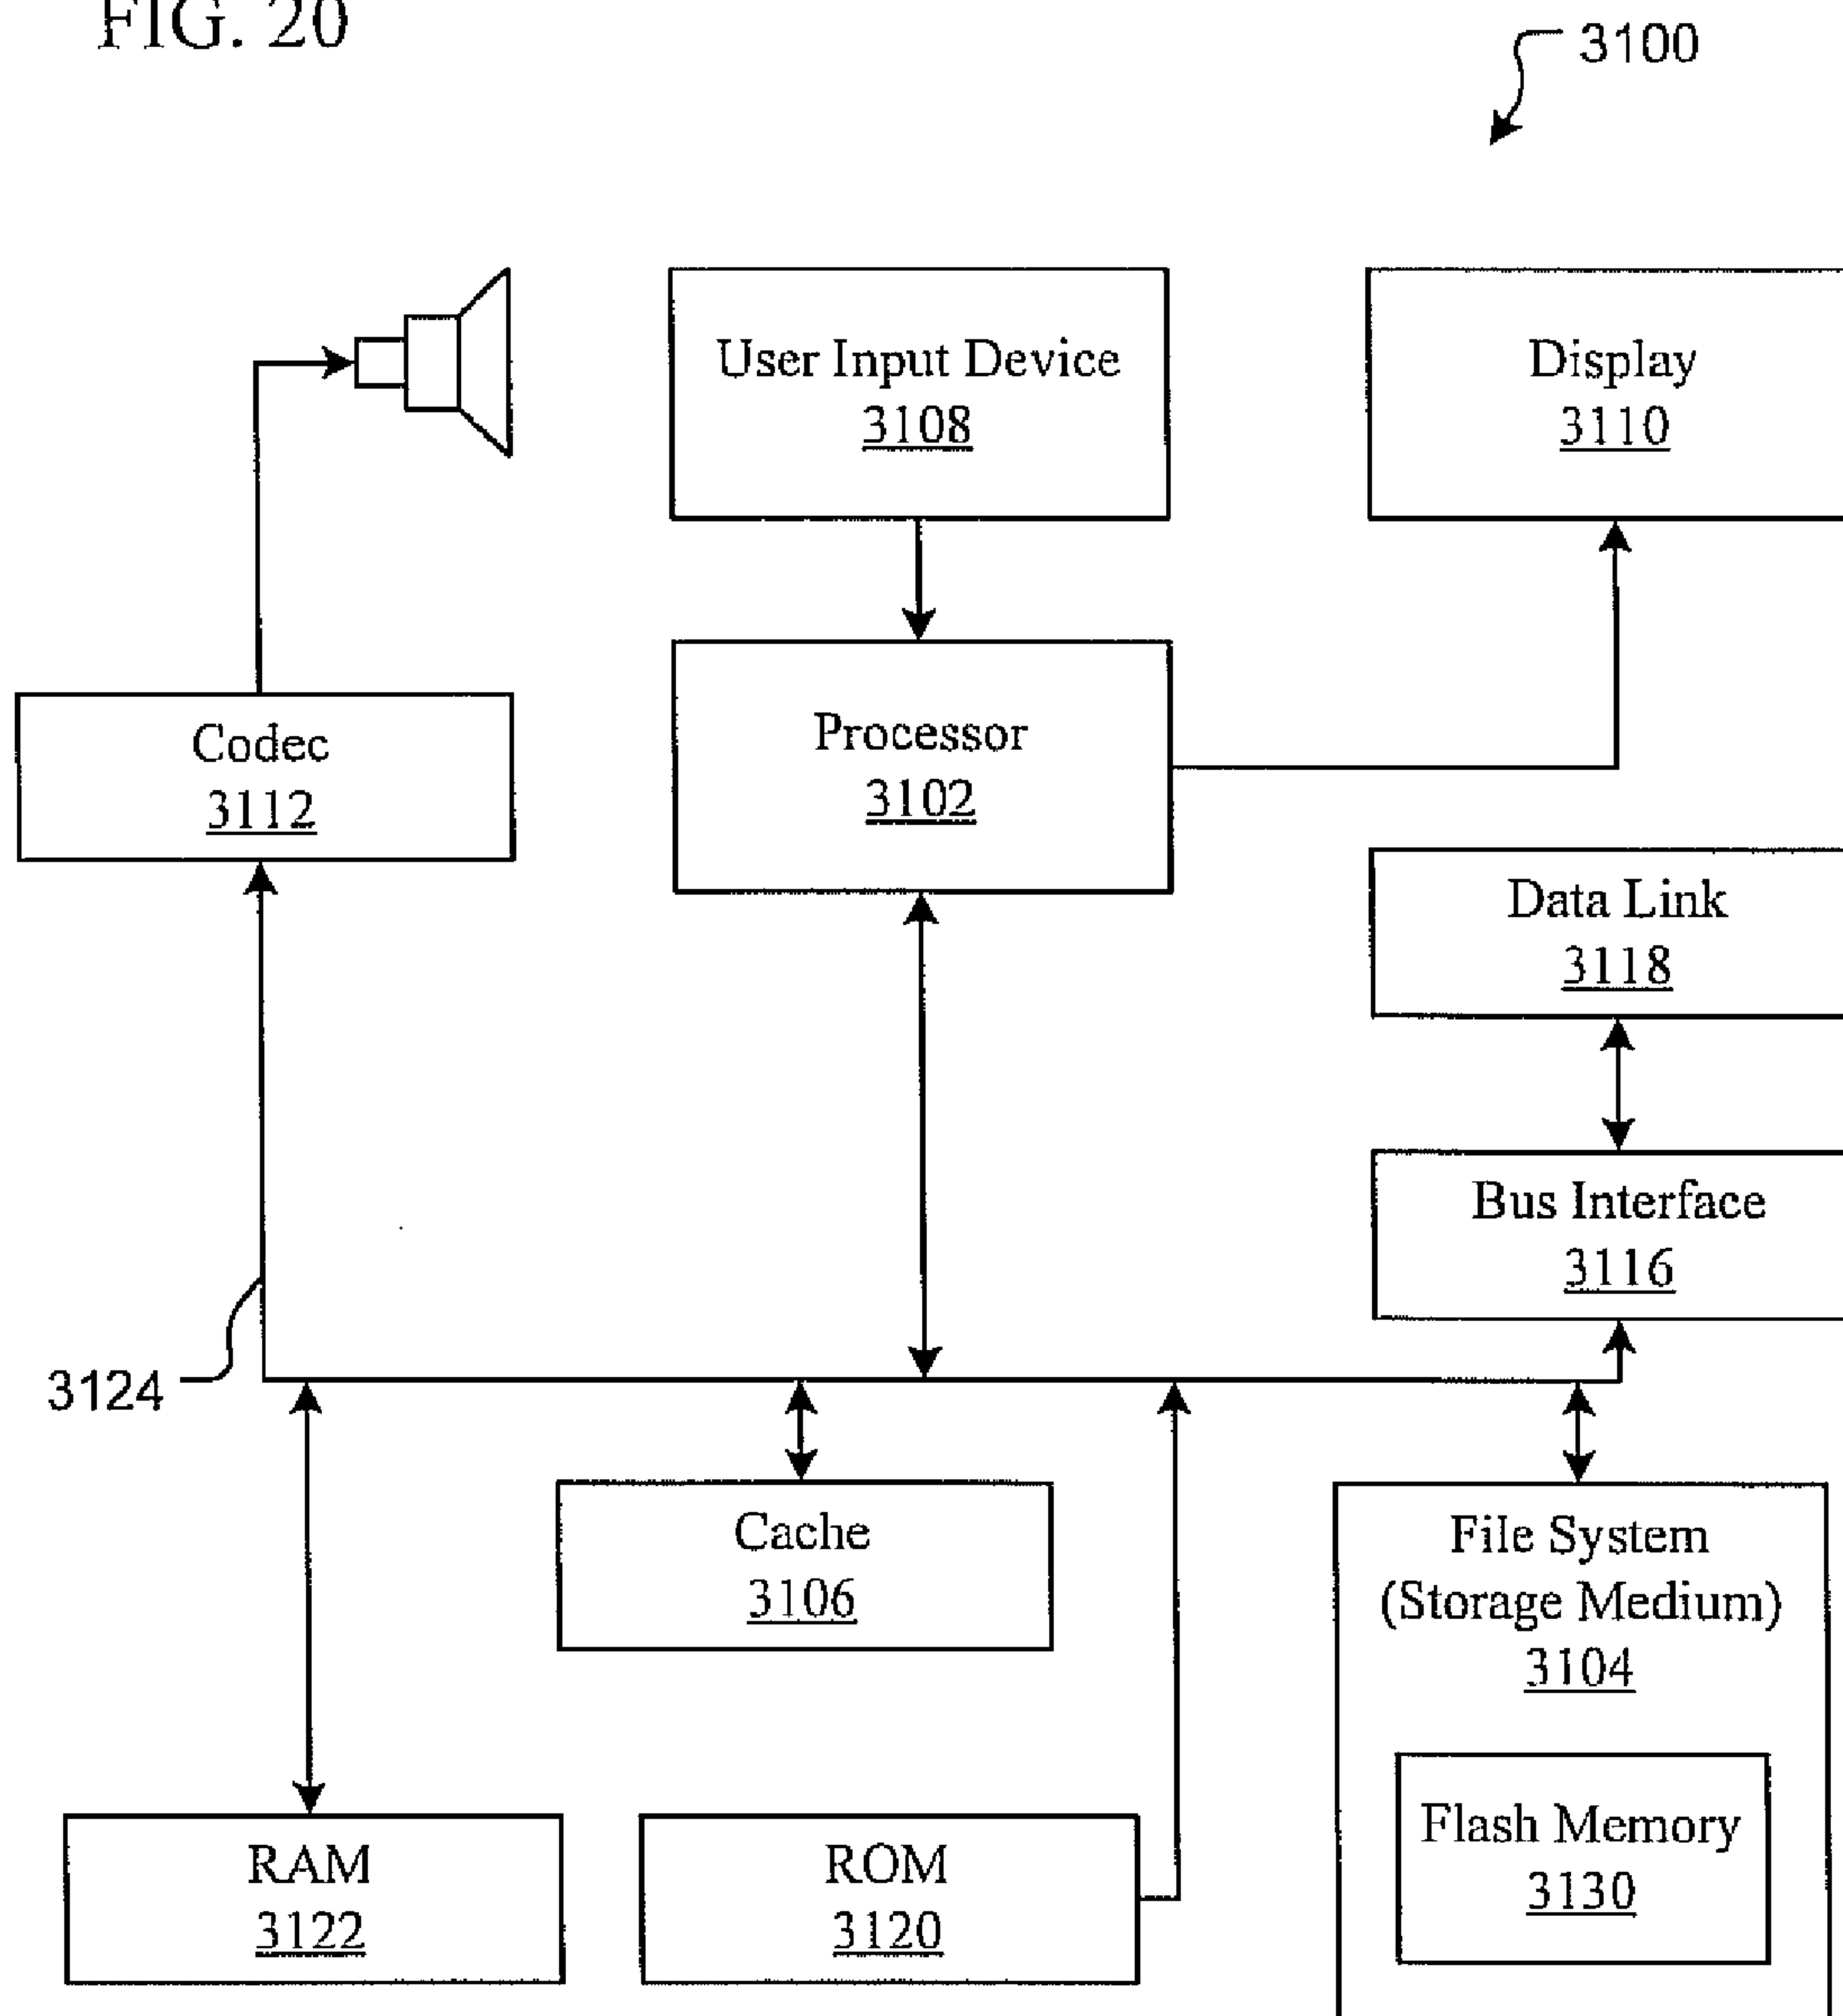 FIG. 20
3100
User Input Device
3108
Display
3110
Codec
3112
Processor
3102
Data Link
3118
Bus Interface
3116
3124
Cache
3106
File System
(Storage Medium)
3104
Flash Memory
3130
RAM
3122
ROM
3120